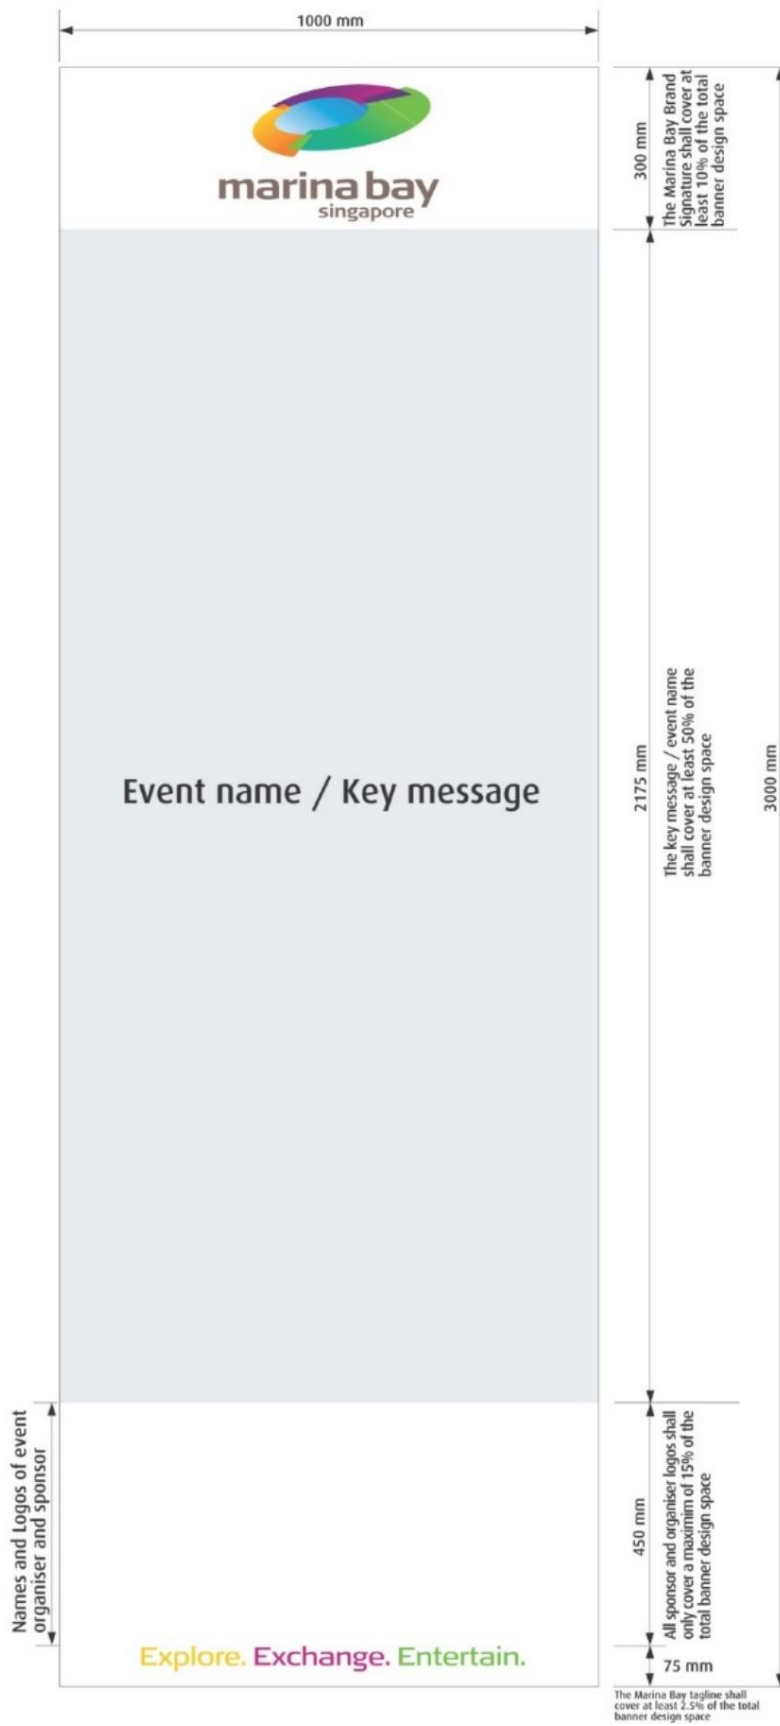 1000 mm
marina bay
singapore
300 mm
The Marina Bay Brand
Signature shall cover at
least 10% of the total
banner design space
Event name / Key message
2175 mm
The key message / event name
shall cover at least 50% of the
banner design space
3000 mm
Names and Logos of event
organiser and sponsor
450 mm
All sponsor and organiser logos shall
only cover a maximim of 15% of the
total banner design space
Explore. Exchange. Entertain.
75 mm
The Marina Bay tagline shall
cover at least 2.5% of the total
banner design space